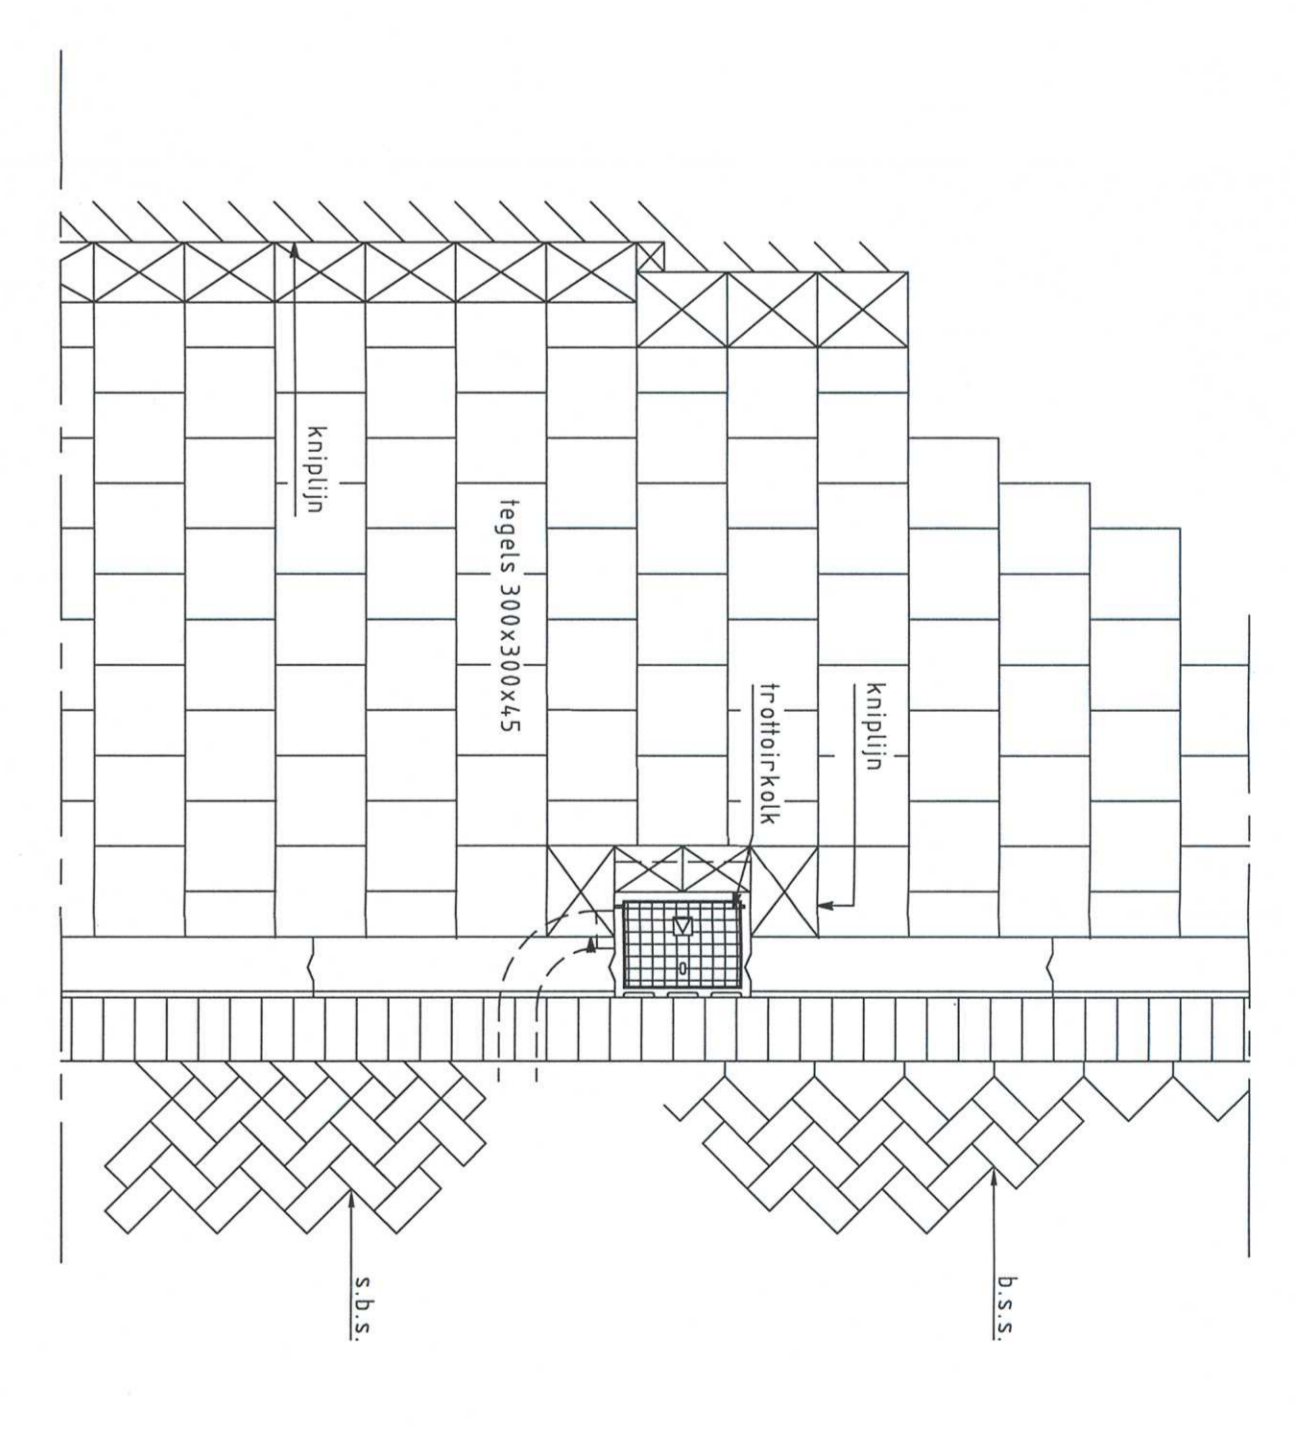 kniplijn
tegels 300x300x45
trottoirkolk
kniplijn
s.b.s.
b.s.s.